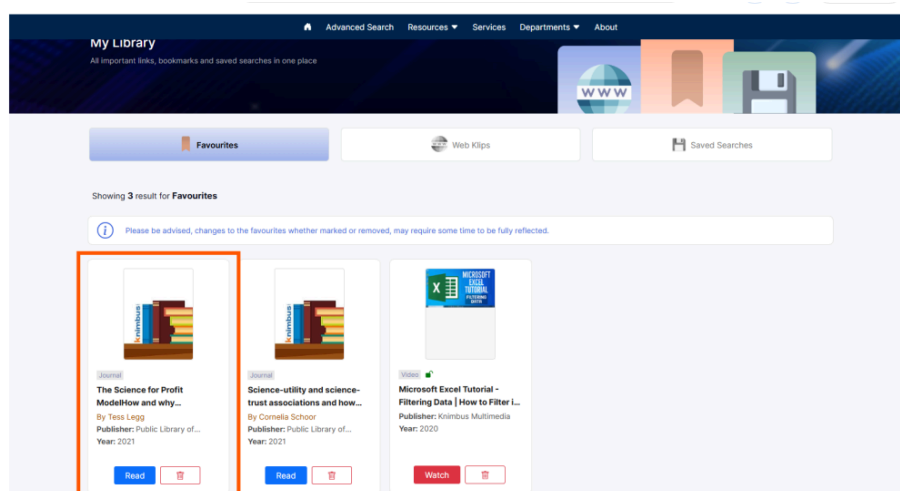 Advanced Search Resources Services Departments About
My Library
All important links, bookmarks and saved searches in one place
WWW
Favourites
Web Klips
Saved Searches
Showing 3 result for Favourites
Please be advised, changes to the favourites whether marked or removed, may require some time to be fully reflected.
knimbus
Journal
The Science for Profit
ModelHow and why...
By Tess Legg
Publisher: Public Library of...
Year: 2021
Read
knimbus
Journal
Science-utility and science-
trust associations and how...
By Cornelia Schoor
Publisher: Public Library of...
Year: 2021
Read
X
MICROSOFT
EXCEL
TUTORIAL
FILTERING
DATA
Video
Microsoft Excel Tutorial -
Filtering Data | How to Filter i...
Publisher: Knimbus Multimedia
Year: 2020
Watch